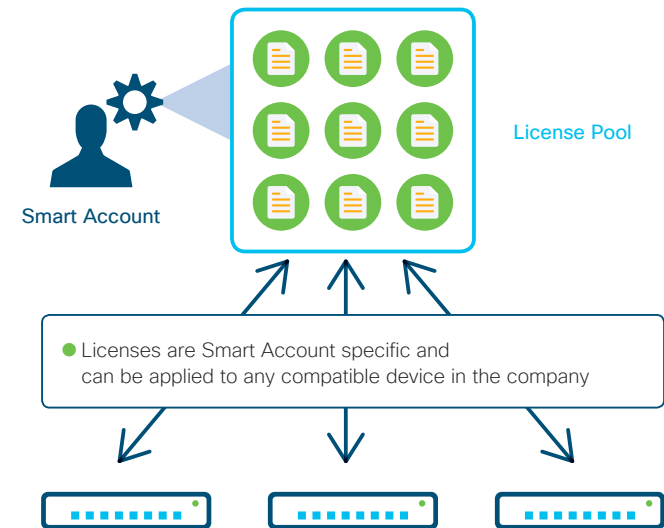 License Pool
Smart Account
Licenses are Smart Account specific and
can be applied to any compatible device in the company